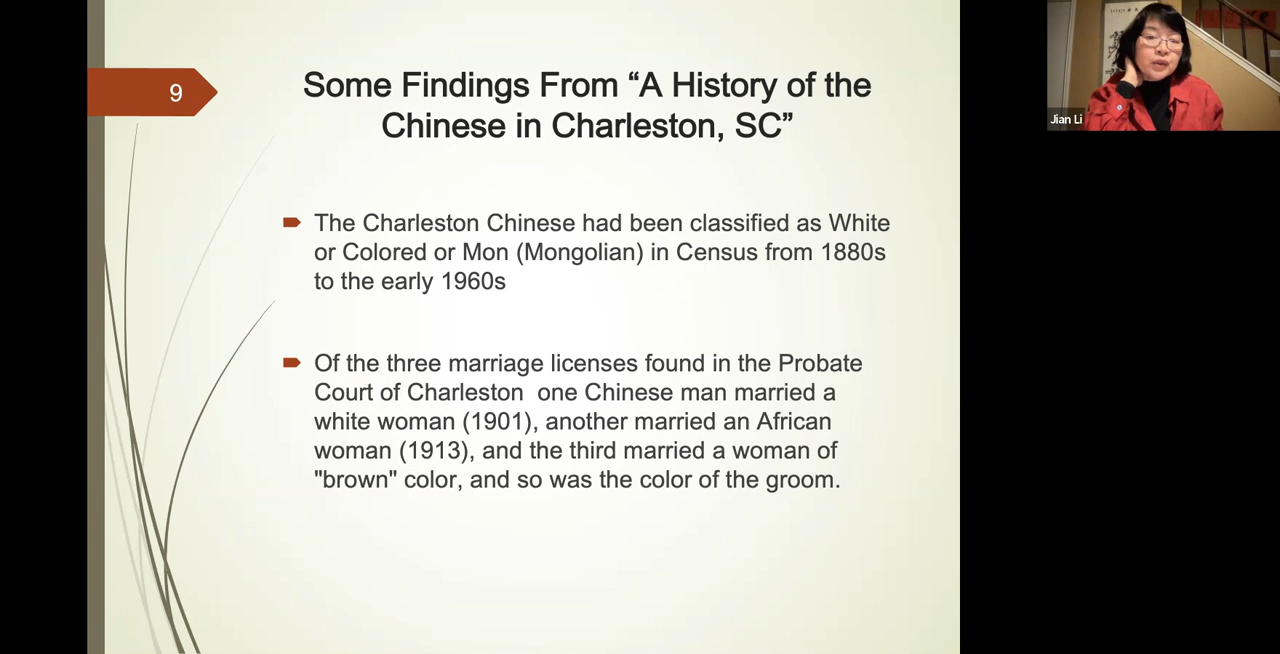 9
Some Findings From “A History of the
Chinese in Charleston, SC”
The Charleston Chinese had been classified as White
or Colored or Mon (Mongolian) in Census from 1880s
to the early 1960s
Of the three marriage licenses found in the Probate
Court of Charleston  one Chinese man married a
white woman (1901), another married an African
woman (1913), and the third married a woman of
"brown" color, and so was the color of the groom.
Jian Li